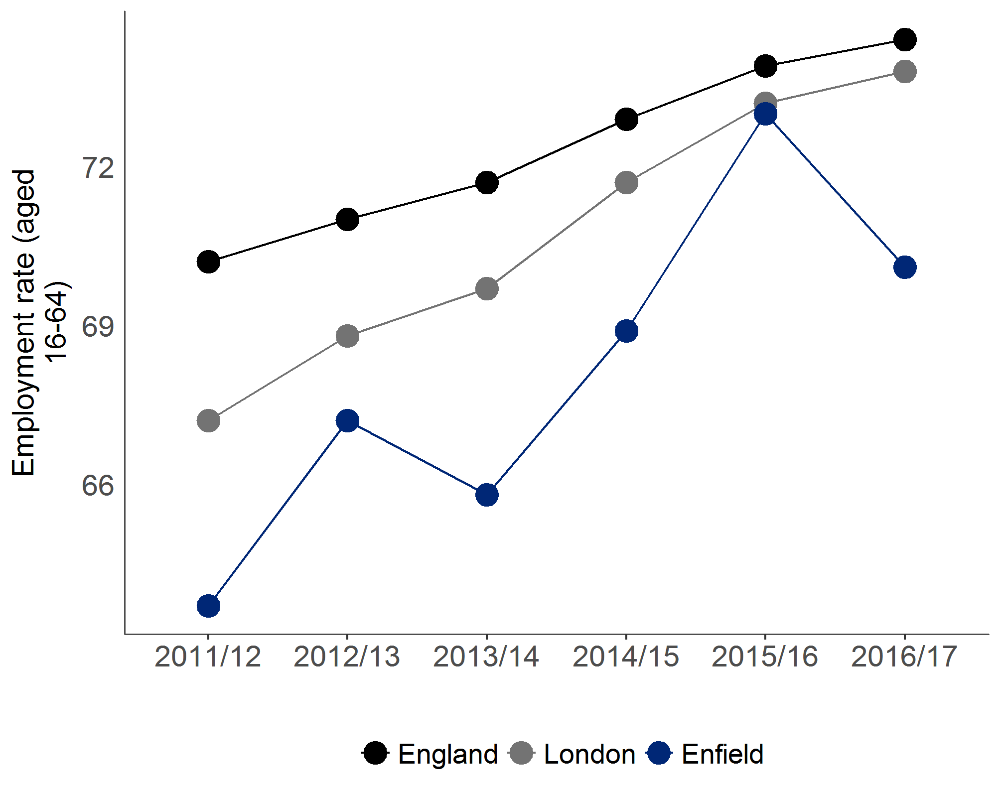 Employment rate (aged
16-64)
72
69
66
2011/12 2012/13 2013/14 2014/15 2015/16 2016/17
England London Enfield